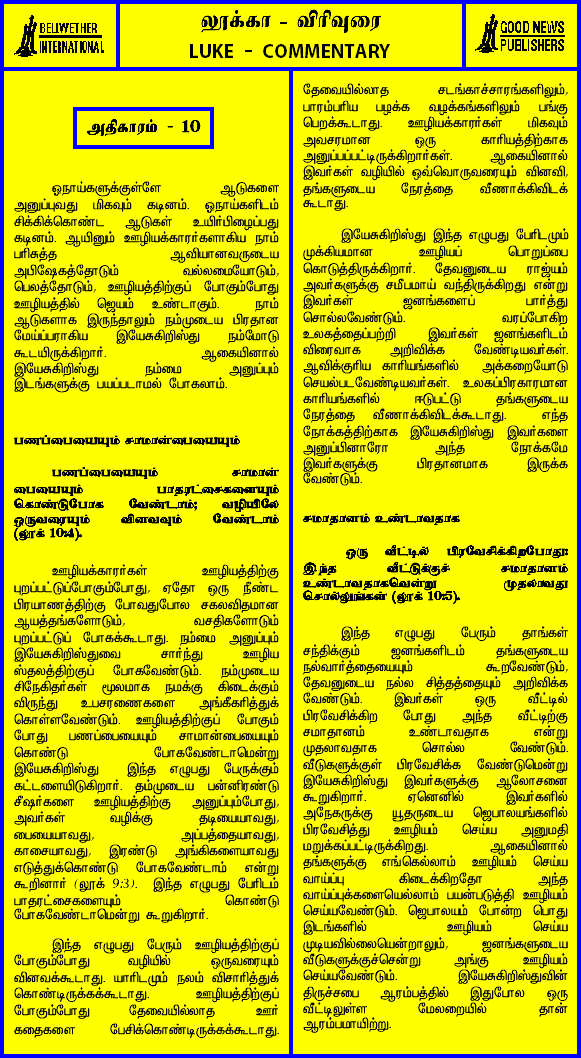 BELWETHER
INTERNATIONAL
லூக்கா - விரிவுரை
LUKE - COMMENTARY
GOOD NEWS
PUBLISHERS
அதிகாரம் - 10
ஓநாய்களுக்குள்ளே ஆடுகளை
அனுப்புவது மிகவும் கடினம். ஓநாய்களிடம்
சிக்கிக்கொண்ட ஆடுகள் உயிர்பிழைப்பது
கடினம். ஆயினும் ஊழியக்காரர்களாகிய நாம்
பரிசுத்த ஆவியானவருடைய
அபிஷேகத்தோடும் வல்லமையோடும்,
பெலத்தோடும், ஊழியத்திற்குப் போகும்போது
ஊழியத்தில் ஜெயம் உண்டாகும். நாம்
ஆடுகளாக இருந்தாலும் நம்முடைய பிரதான
மேய்ப்பராகிய இயேசுகிறிஸ்து நம்மோடு
கூடயிருக்கிறார். ஆகையினால்
இயேசுகிறிஸ்து நம்மை அனுப்பும்
இடங்களுக்கு பயப்படாமல் போகலாம்.
பணப்பையையும் சாமான்பையையும்
பணப்பையையும் சாமான்
பையையும் பாதரட்சைகளையும்
கொண்டுபோக வேண்டாம்; வழியிலே
ஒருவரையும் வினவவும் வேண்டாம்
(லூக் 10:4).
ஊழியக்காரர்கள் ஊழியத்திற்கு
புறப்பட்டுப்போகும்போது, ஏதோ ஒரு நீண்ட
பிரயாணத்திற்கு போவதுபோல சகலவிதமான
ஆயத்தங்களோடும், வசதிகளோடும்
புறப்பட்டுப் போகக்கூடாது. நம்மை அனுப்பும்
இயேசுகிறிஸ்துவை சார்ந்து ஊழிய
ஸ்தலத்திற்குப் போகவேண்டும். நம்முடைய
சிநேகிதர்கள் மூலமாக நமக்கு கிடைக்கும்
விருந்து உபசரணைகளை அங்கீகரித்துக்
கொள்ளவேண்டும். ஊழியத்திற்குப் போகும்
போது பணப்பையையும் சாமான்பையையும்
கொண்டு போகவேண்டாமென்று
இயேசுகிறிஸ்து இந்த எழுபது பேருக்கும்
கட்டளையிடுகிறார். தம்முடைய பன்னிரண்டு
சீஷர்களை ஊழியத்திற்கு அனுப்பும்போது,
அவர்கள் வழிக்கு தடியையாவது,
பையையாவது, அப்பத்தையாவது,
காசையாவது, இரண்டு அங்கிகளையாவது
எடுத்துக்கொண்டு போகவேண்டாம் என்று
கூறினார் (லூக் 9:3). இந்த எழுபது பேரிடம்
பாதரட்சைகளையும் கொண்டு
போகவேண்டாமென்று கூறுகிறார்.
இந்த எழுபது பேரும் ஊழியத்திற்குப்
போகும்போது வழியில் ஒருவரையும்
வினவக்கூடாது. யாரிடமும் நலம் விசாரித்துக்
கொண்டிருக்கக்கூடாது. ஊழியத்திற்குப்
போகும்போது தேவையில்லாத ஊர்
கதைகளை பேசிக்கொண்டிருக்கக்கூடாது.
தேவையில்லாத சடங்காச்சாரங்களிலும்,
பாரம்பரிய பழக்க வழக்கங்களிலும் பங்கு
பெறக்கூடாது. ஊழியக்காரர்கள் மிகவும்
அவசரமான ஒரு காரியத்திற்காக
அனுப்பப்பட்டிருக்கிறார்கள். ஆகையினால்
இவர்கள் வழியில் ஒவ்வொருவரையும் வினவி,
தங்களுடைய நேரத்தை வீணாக்கிவிடக்
கூடாது.
இயேசுகிறிஸ்து இந்த எழுபது பேரிடமும்
முக்கியமான ஊழியப் பொறுப்பை
கொடுத்திருக்கிறார். தேவனுடைய ராஜ்யம்
அவர்களுக்கு சமீபமாய் வந்திருக்கிறது என்று
இவர்கள் ஜனங்களைப் பார்த்து
சொல்லவேண்டும். வரப்போகிற
உலகத்தைப்பற்றி இவர்கள் ஜனங்களிடம்
விரைவாக அறிவிக்க வேண்டியவர்கள்.
ஆவிக்குரிய காரியங்களில் அக்கறையோடு
செயல்படவேண்டியவர்கள். உலகப்பிரகாரமான
காரியங்களில் ஈடுபட்டு தங்களுடைய
நேரத்தை வீணாக்கிவிடக்கூடாது. எந்த
நோக்கத்திற்காக இயேசுகிறிஸ்து இவர்களை
அனுப்பினாரோ அந்த நோக்கமே
இவர்களுக்கு பிரதானமாக இருக்க
வேண்டும்.
சமாதானம் உண்டாவதாக
ஒரு வீட்டில் பிரவேசிக்கிறபோது:
இந்த வீட்டுக்குச் சமாதானம்
உண்டாவதாகவென்று முதலாவது
சொல்லுங்கள் (லூக் 10:5).
இந்த எழுபது பேரும் தாங்கள்
சந்திக்கும் ஜனங்களிடம் தங்களுடைய
நல்வார்த்தையையும் கூறவேண்டும்,
தேவனுடைய நல்ல சித்தத்தையும் அறிவிக்க
வேண்டும். இவர்கள் ஒரு வீட்டில்
பிரவேசிக்கிற போது அந்த வீட்டிற்கு
சமாதானம் உண்டாவதாக என்று
முதலாவதாக சொல்ல வேண்டும்.
வீடுகளுக்குள் பிரவேசிக்க வேண்டுமென்று
இயேசுகிறிஸ்து இவர்களுக்கு ஆலோசனை
கூறுகிறார். ஏனெனில் இவர்களில்
அநேகருக்கு யூதருடைய ஜெபாலயங்களில்
பிரவேசித்து ஊழியம் செய்ய அனுமதி
மறுக்கப்பட்டிருக்கிறது. ஆகையினால்
தங்களுக்கு எங்கெல்லாம் ஊழியம் செய்ய
வாய்ப்பு கிடைக்கிறதோ அந்த
வாய்ப்புக்களையெல்லாம் பயன்படுத்தி ஊழியம்
செய்யவேண்டும். ஜெபாலயம் போன்ற பொது
இடங்களில் ஊழியம் செய்ய
முடியவில்லையென்றாலும், ஜனங்களுடைய
வீடுகளுக்குச்சென்று அங்கு ஊழியம்
செய்யவேண்டும். இயேசுகிறிஸ்துவின்
திருச்சபை ஆரம்பத்தில் இதுபோல ஒரு
வீட்டிலுள்ள மேலறையில் தான்
ஆரம்பமாயிற்று.